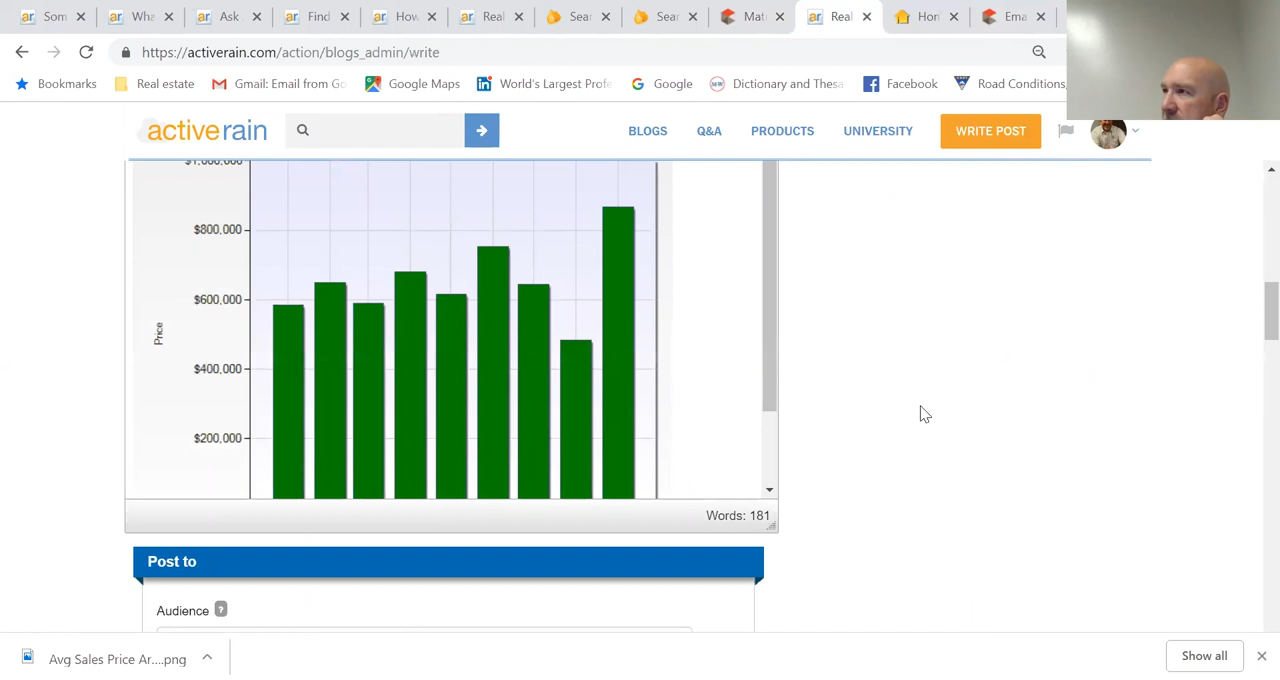 Som
Wha
Ask
Find
How
Real
Sear
Sear
Mat
Real
Hon
Ema
https://activerain.com/action/blogs_admin/write
Bookmarks Real estate Gmail: Email from Go World's Largest Profe Google Maps Google Dictionary and Thesa Facebook Road Conditions,
activerain BLOGS Q&A PRODUCTS UNIVERSITY WRITE POST
$1,000,000
$800,000
$600,000
Price
$400,000
$200,000
Words: 181
Post to
Audience ?
Avg Sales Price Ar....png Show all